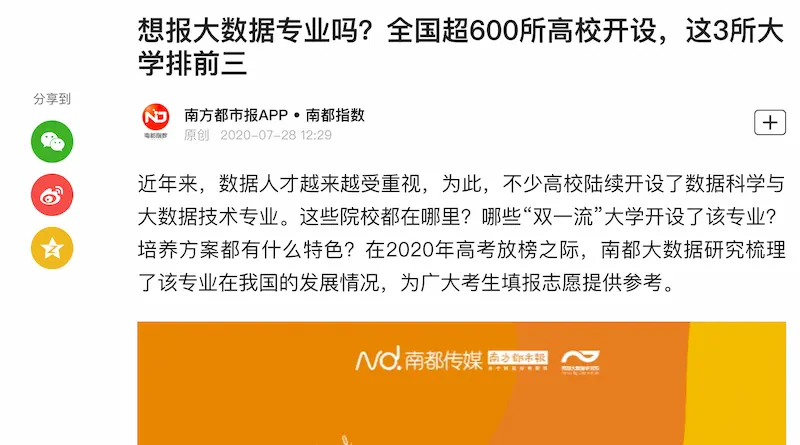 想报大数据专业吗？全国超600所高校开设，这3所大
学排前三
分享到
南方都市报APP • 南都指数
原创 2020-07-28 12:29
近年来，数据人才越来越受重视，为此，不少高校陆续开设了数据科学与
大数据技术专业。这些院校都在哪里？哪些“双一流”大学开设了该专业？
培养方案都有什么特色？在2020年高考放榜之际，南都大数据研究梳理
了该专业在我国的发展情况，为广大考生填报志愿提供参考。
Nd.南都传媒 南方都市报